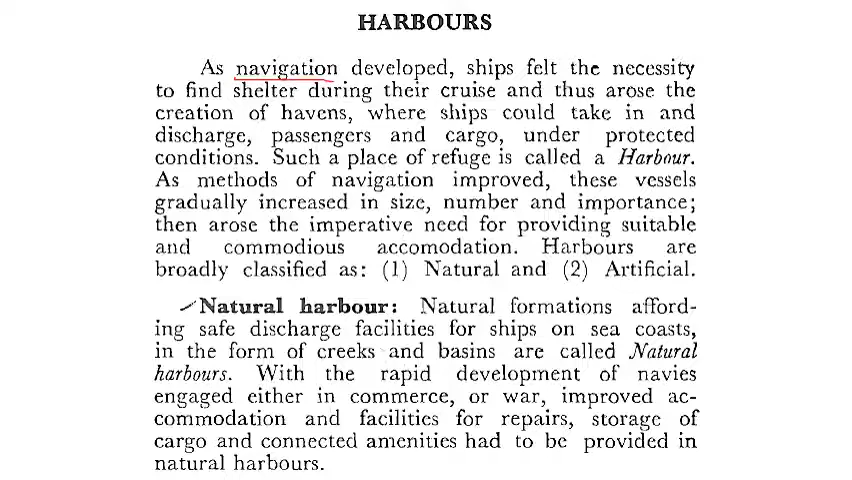 HARBOURS
As navigation developed, ships felt the necessity
to find shelter during their cruise and thus arose the
creation of havens, where ships could take in and
discharge, passengers and cargo, under protected
conditions. Such a place of refuge is called a Harbour.
As methods of navigation improved, these vessels
gradually increased in size, number and importance;
then arose the imperative need for providing suitable
and commodious accomodation. Harbours are
broadly classified as: (1) Natural and (2) Artificial.
Natural harbour: Natural formations afford-
ing safe discharge facilities for ships on sea coasts,
in the form of creeks and basins are called Natural
harbours. With the rapid development of navies
engaged either in commerce, or war, improved ac-
commodation and facilities for repairs, storage of
cargo and connected amenities had to be provided in
natural harbours.